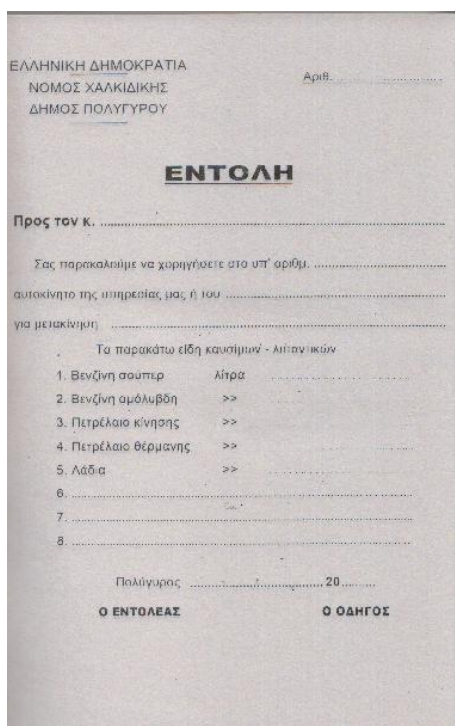 ΕΛΛΗΝΙΚΗ ΔΗΜΟΚΡΑΤΙΑ
ΝΟΜΟΣ ΧΑΛΚΙΔΙΚΗΣ
ΔΗΜΟΣ ΠΟΛΥΓΥΡΟΥ
Αριθ. ..............................
ΕΝΤΟΛΗ
Προς τον κ. ..............................
Σας παρακαλούμε να χορηγήσετε στο υπ' αριθμ. ..............................
αυτοκίνητο της υπηρεσίας μας ή του ..............................
για μετακίνηση ..............................
Τα παρακάτω είδη καυσίμων - λιπαντικών
1. Βενζίνη σούπερ λίτρα ..............................
2. Βενζίνη αμόλυβδη >> ..............................
3. Πετρέλαιο κίνησης >> ..............................
4. Πετρέλαιο θέρμανης >> ..............................
5. Λάδια >> ..............................
6. ..............................
7. ..............................
8. ..............................
Πολύγυρος ................/................ 20..........
Ο ΕΝΤΟΛΕΑΣ Ο ΟΔΗΓΟΣ